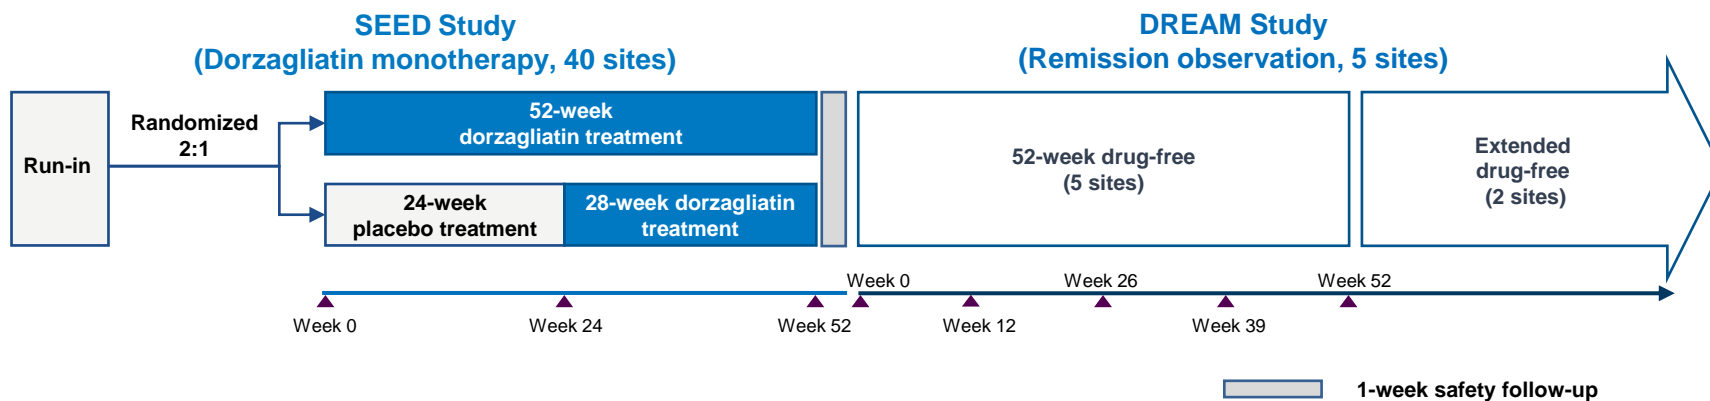 SEED Study
(Dorzagliatin monotherapy, 40 sites)
DREAM Study
(Remission observation, 5 sites)
Run-in
Randomized
2:1
52-week
dorzagliatin treatment
24-week
placebo treatment
28-week dorzagliatin
treatment
52-week drug-free
(5 sites)
Extended
drug-free
(2 sites)
Week 0
Week 24
Week 52
Week 0
Week 12
Week 26
Week 39
Week 52
1-week safety follow-up